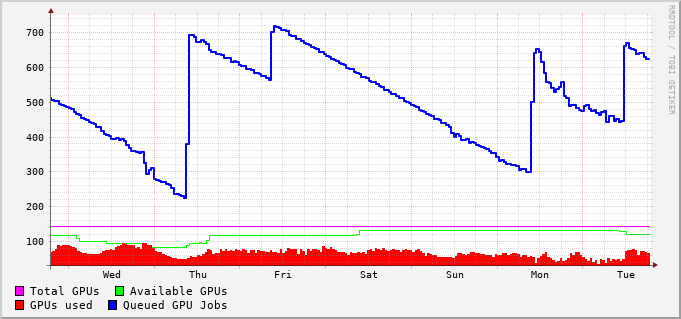 700
600
500
400
300
200
100
Wed Thu Fri Sat Sun Mon Tue
Total GPUs Available GPUs
GPUs used Queued GPU Jobs
RRDTOOL / TOBI OETIKER